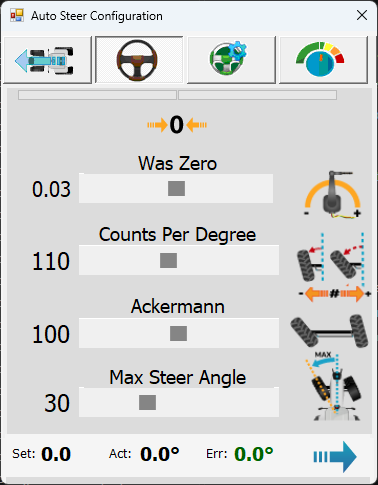 Auto Steer Configuration
0
Was Zero
0.03
- +
Counts Per Degree
110
- # +
Ackermann
100
Max Steer Angle
MAX
30
Set: 0.0 Act: 0.0° Err: 0.0°